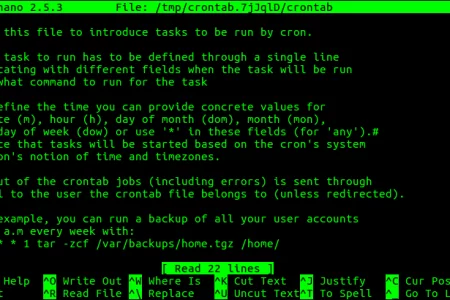 nano 2.5.3 File: /tmp/crontab.7jJqlD/crontab
this file to introduce tasks to be run by cron.
task to run has to be defined through a single line
cating with different fields when the task will be run
what command to run for the task
efine the time you can provide concrete values for
te (m), hour (h), day of month (dom), month (mon),
day of week (dow) or use '*' in these fields (for 'any').#
ce that tasks will be started based on the cron's system
on's notion of time and timezones.
ut of the crontab jobs (including errors) is sent through
l to the user the crontab file belongs to (unless redirected).
example, you can run a backup of all your user accounts
a.m every week with:
* * 1 tar -zcf /var/backups/home.tgz /home/
[ Read 22 lines ]
Help ^O Write Out ^W Where Is ^K Cut Text ^J Justify ^C Cur Pos
t ^R Read File ^\ Replace ^U Uncut Text ^T To Spell ^_ Go To L